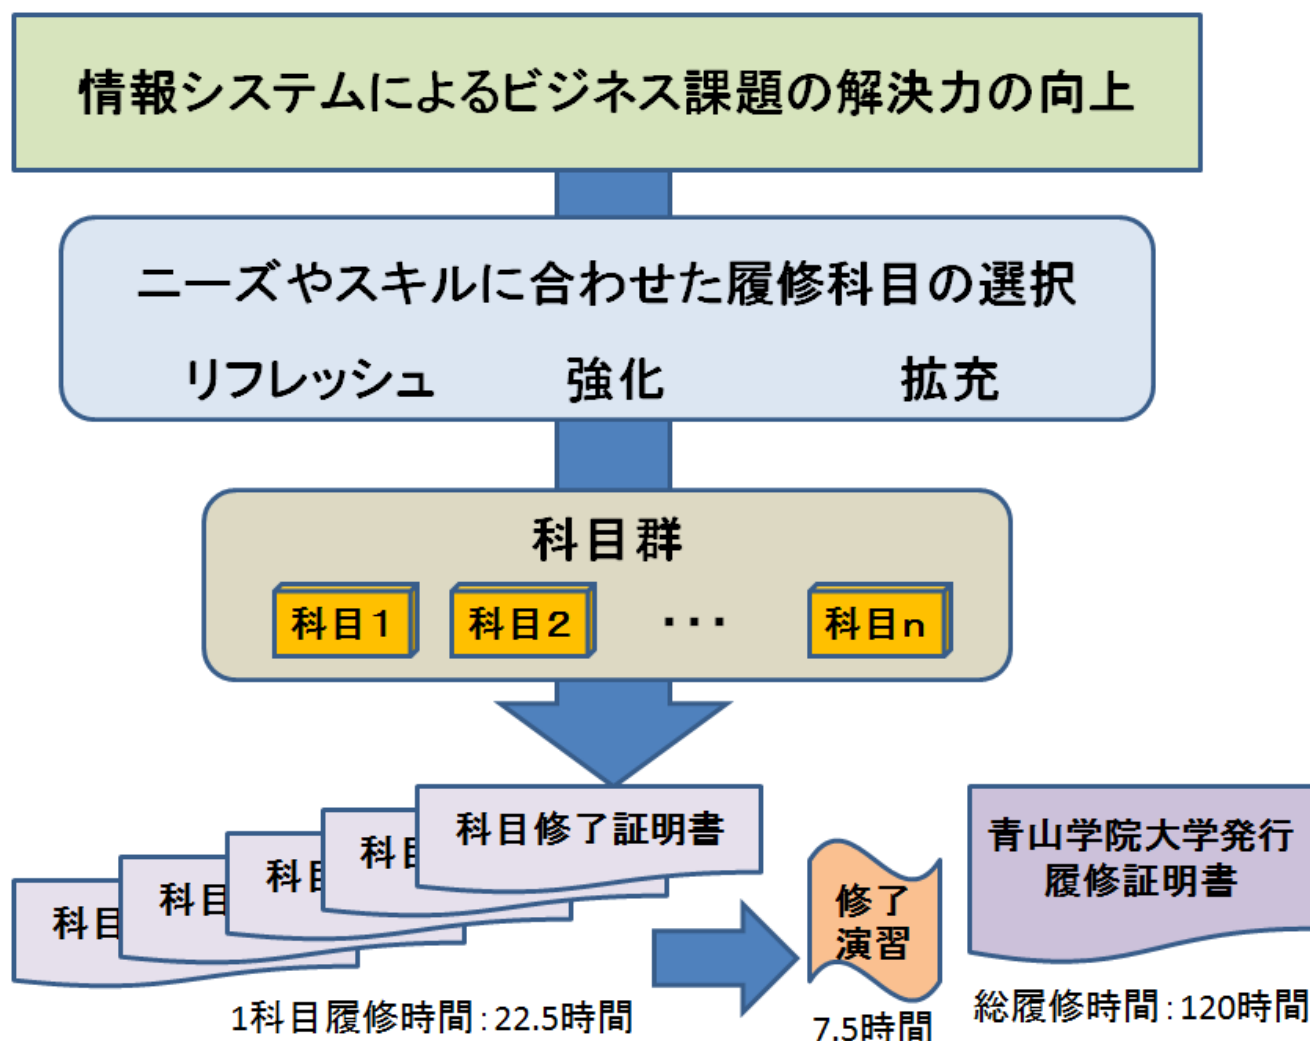 情報システムによるビジネス課題の解決力の向上
ニーズやスキルに合わせた履修科目の選択
リフレッシュ 強化 拡充
科目群
科目1 科目2 ・・・ 科目n
科目修了証明書
科目
科目
科目
科目
修了
演習
青山学院大学発行
履修証明書
1科目履修時間:22.5時間
7.5時間
総履修時間:120時間